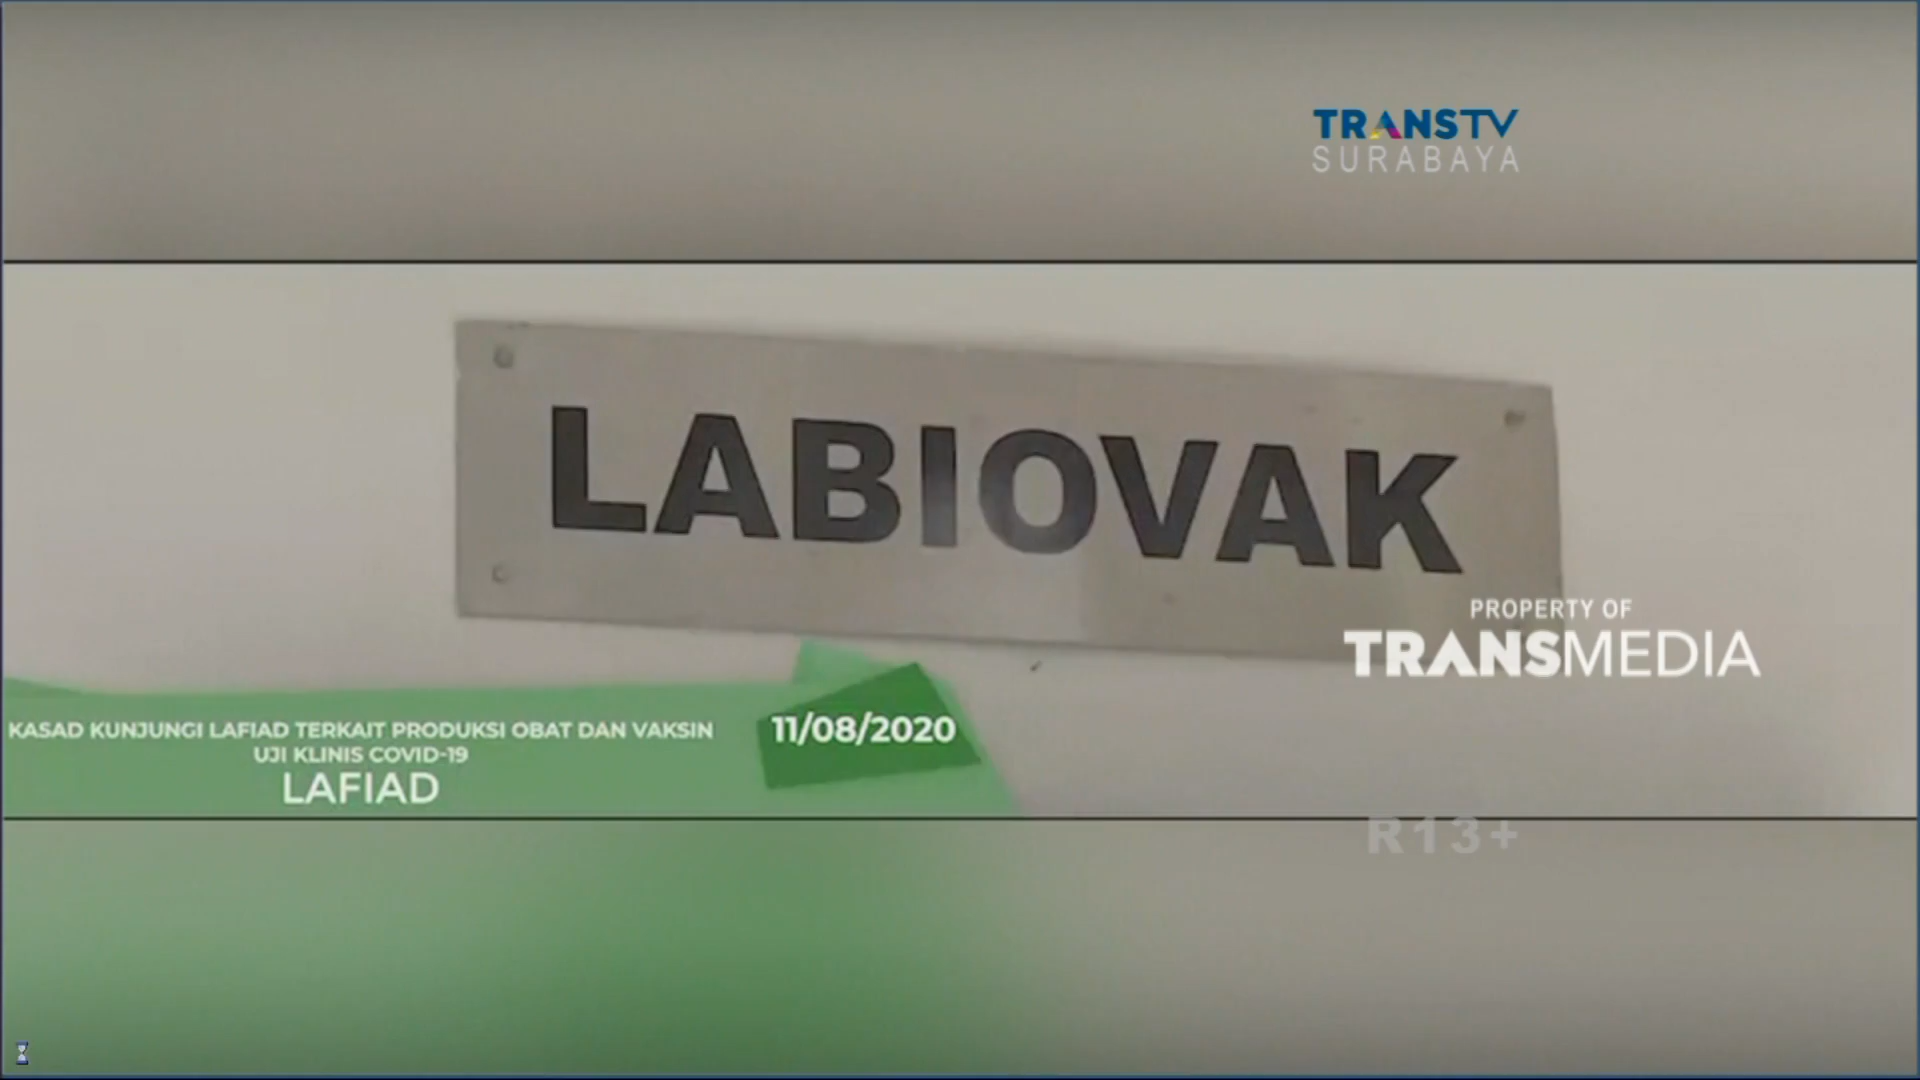 TRANSTV
SURABAYA
LABIOVAK
PROPERTY OF
TRANSMEDIA
KASAD KUNJUNGI LAFIAD TERKAIT PRODUKSI OBAT DAN VAKSIN
UJI KLINIS COVID-19
LAFIAD
11/08/2020
R13+